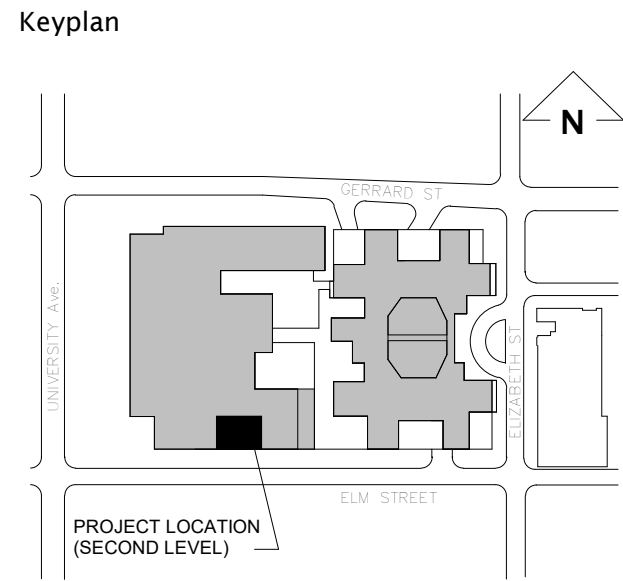 Keyplan
N
GERRARD ST
UNIVERSITY Ave.
ELIZABETH ST
ELM STREET
PROJECT LOCATION
(SECOND LEVEL)